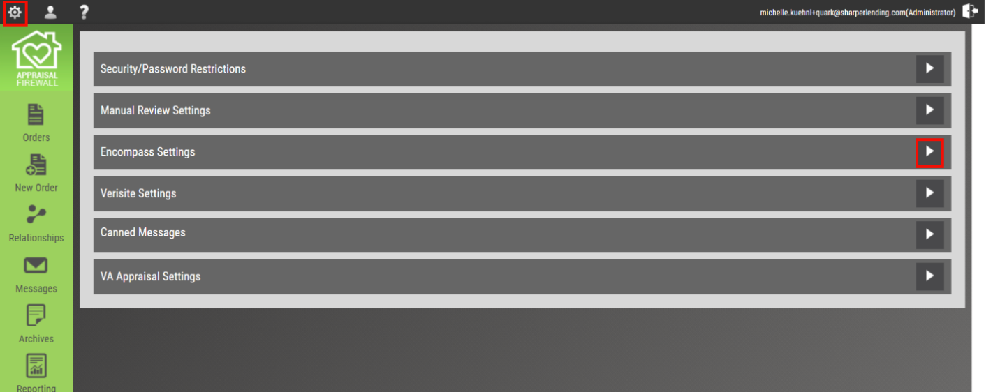 ?
michelle.kuehnl+quark@sharperlending.com(Administrator)
APPRAISAL
FIREWALL
Orders
New Order
Relationships
Messages
Archives
Reporting
Security/Password Restrictions
Manual Review Settings
Encompass Settings
Verisite Settings
Canned Messages
VA Appraisal Settings